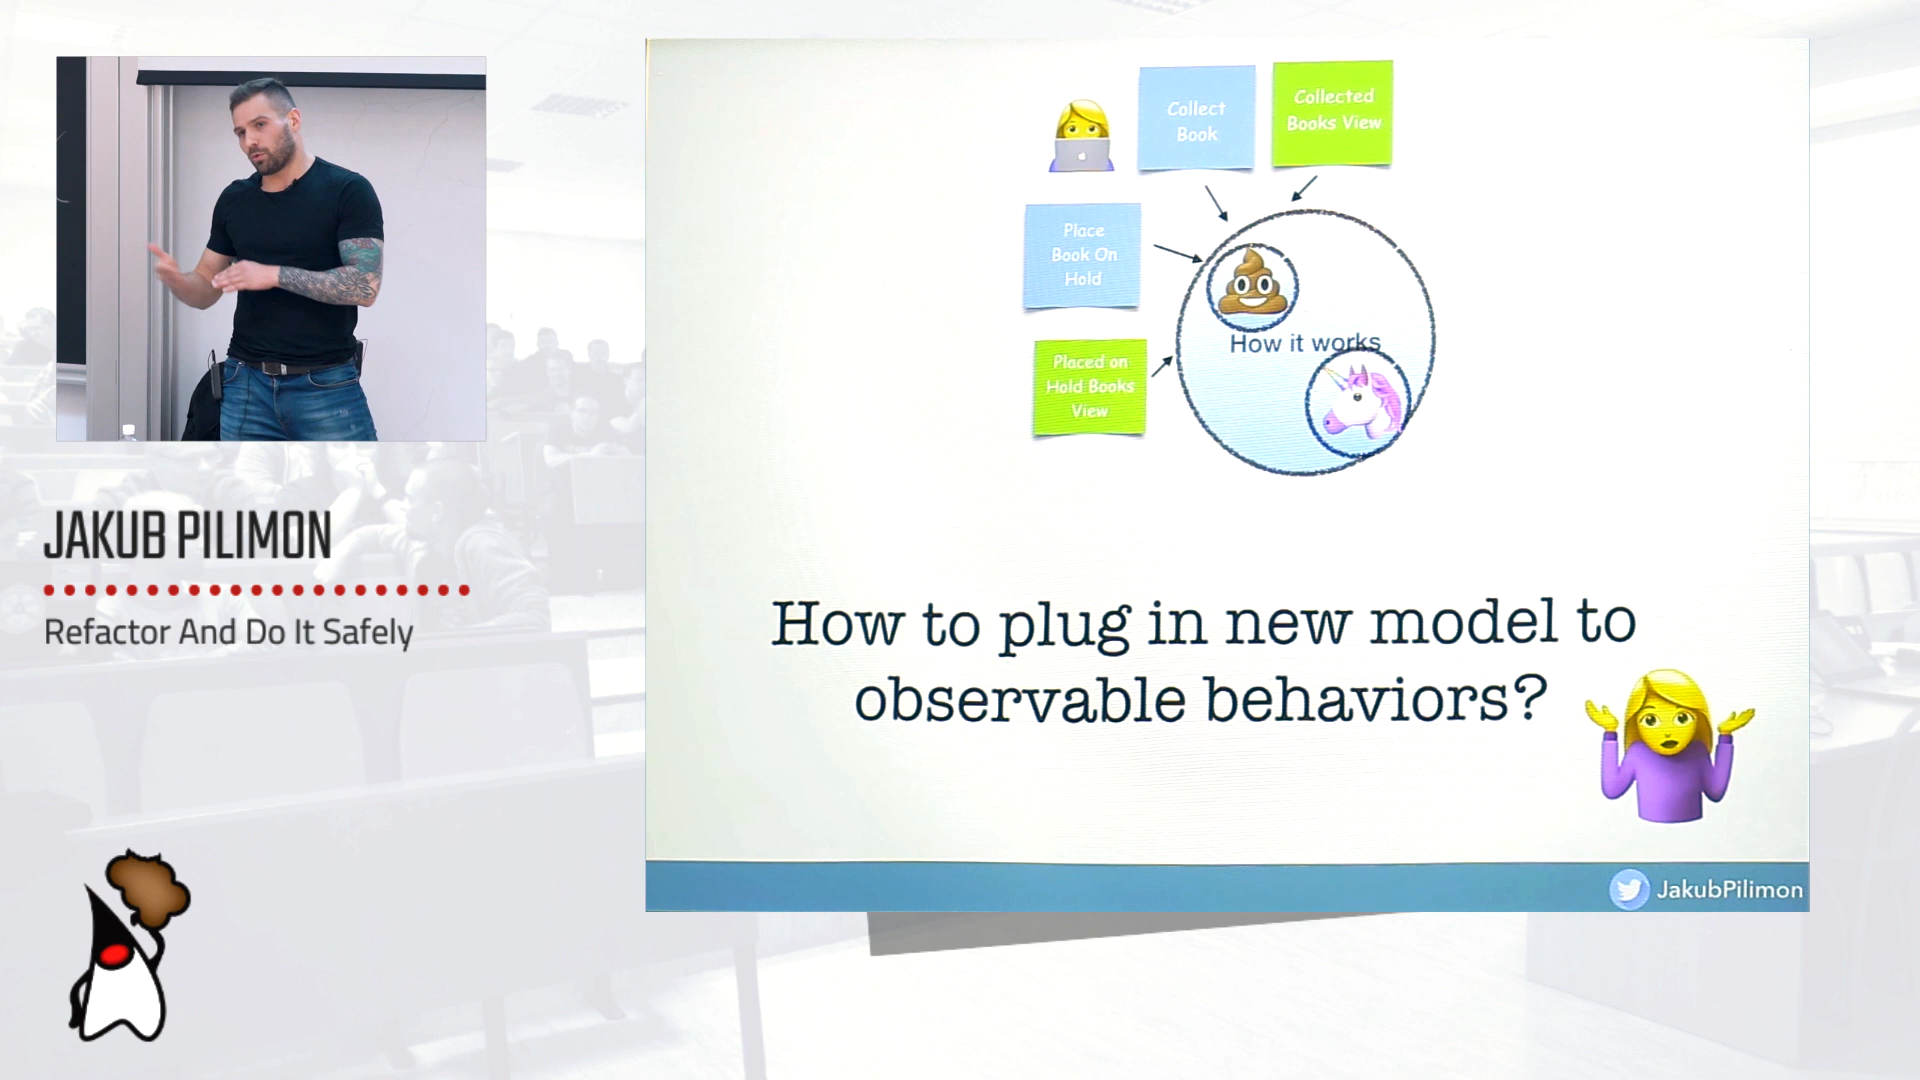 JAKUB PILIMON
Refactor And Do It Safely
Collect
Book
Collected
Books View
Place
Book On
Hold
Placed on
Hold Books
View
How it works
How to plug in new model to
observable behaviors?
JakubPilimon